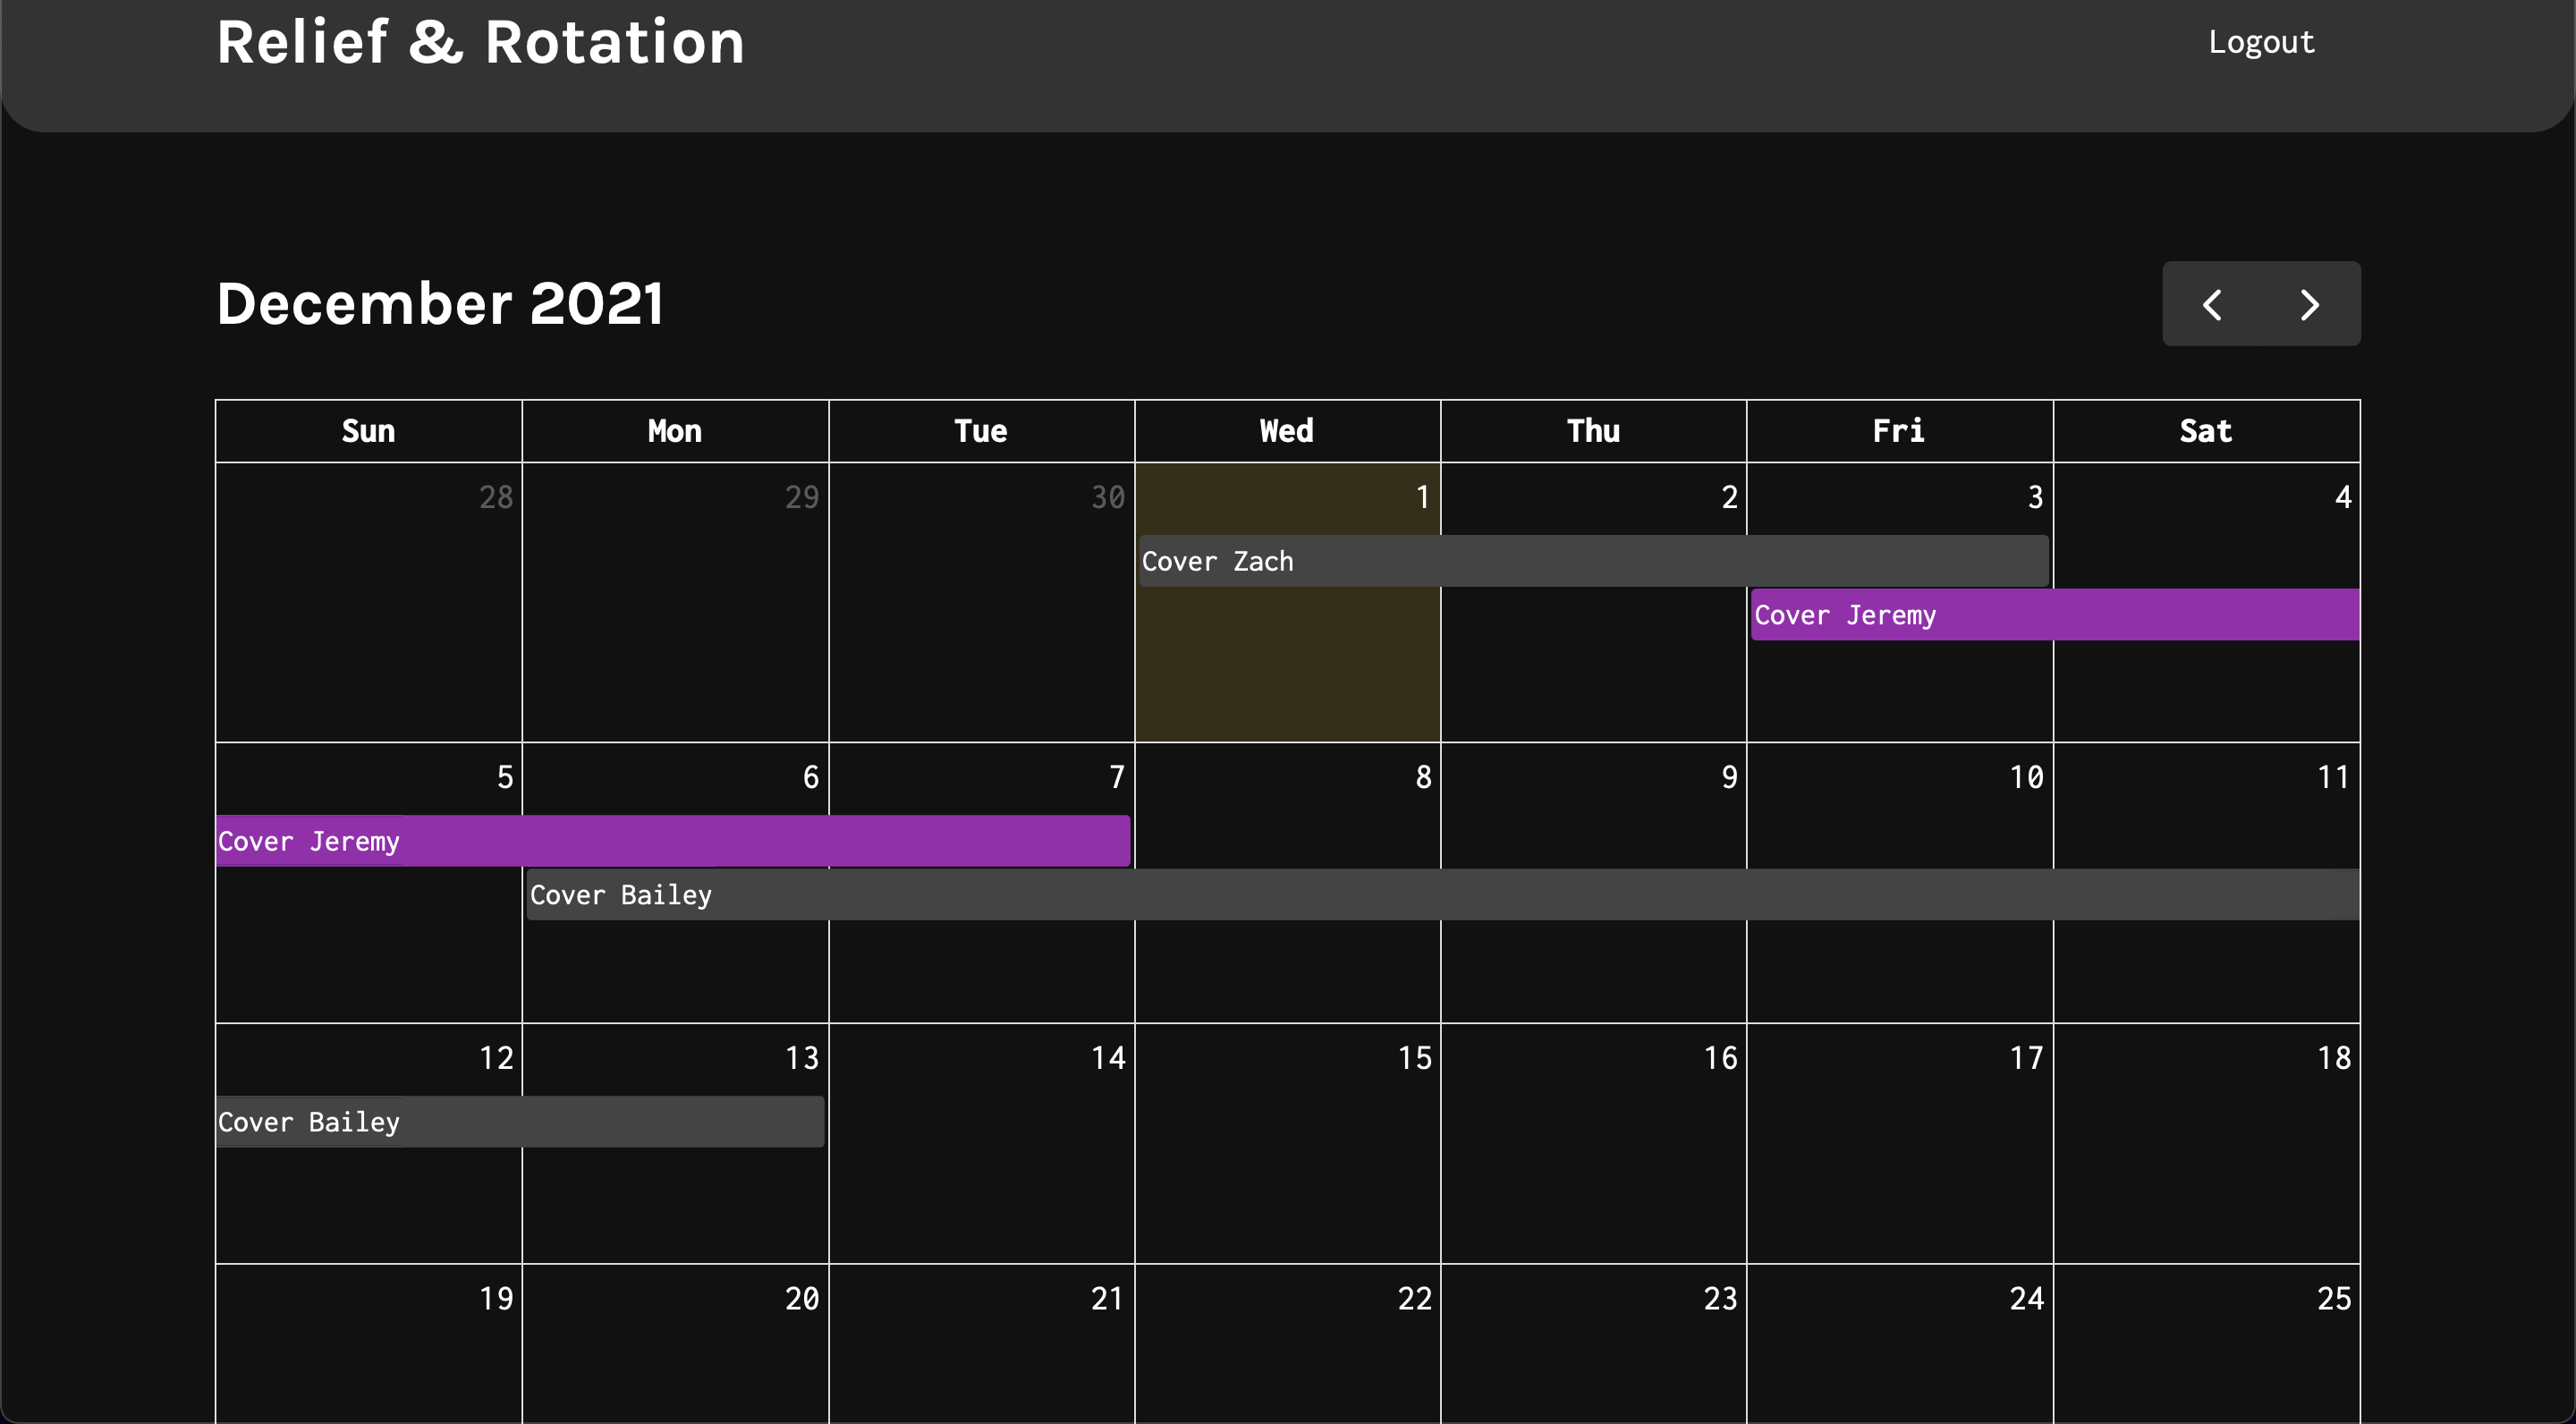 Relief & Rotation
Logout
December 2021
Sun Mon Tue Wed Thu Fri Sat
28 29 30 1 2 3 4
Cover Zach
Cover Jeremy
5 6 7 8 9 10 11
Cover Jeremy
Cover Bailey
12 13 14 15 16 17 18
Cover Bailey
19 20 21 22 23 24 25